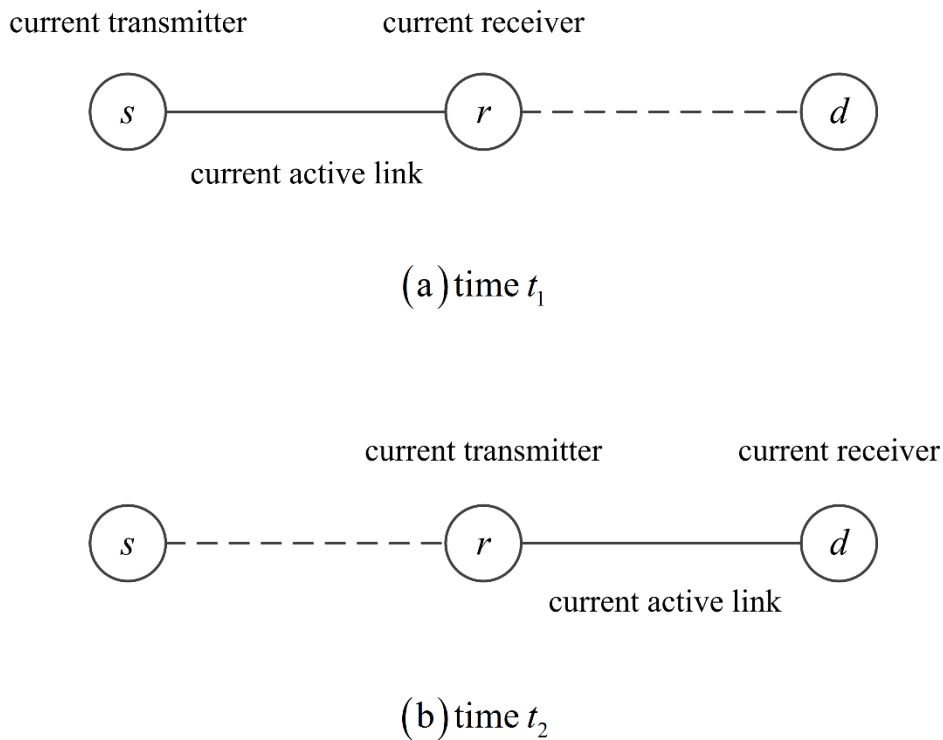 current transmitter current receiver
s r d
current active link
(a) time t₁
current transmitter current receiver
s r d
current active link
(b) time t₂